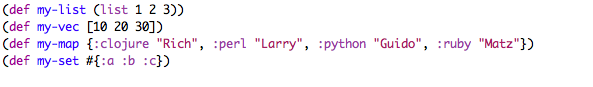 (def my-list (list 1 2 3))
(def my-vec [10 20 30])
(def my-map {:clojure "Rich", :perl "Larry", :python "Guido", :ruby "Matz"})
(def my-set #{:a :b :c})